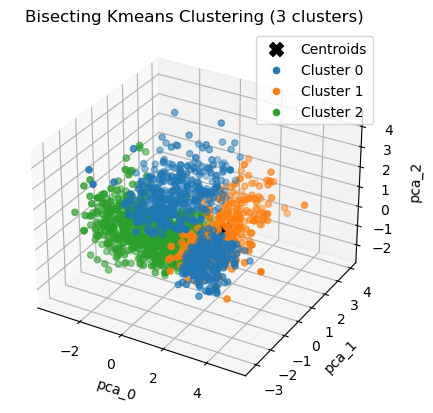 Bisecting Kmeans Clustering (3 clusters)
Centroids
Cluster 0
Cluster 1
Cluster 2
4
3
2
1
0
−1
−2
pca_2
−2
0
2
4
pca_0
−3
−2
−1
0
1
2
3
4
pca_1